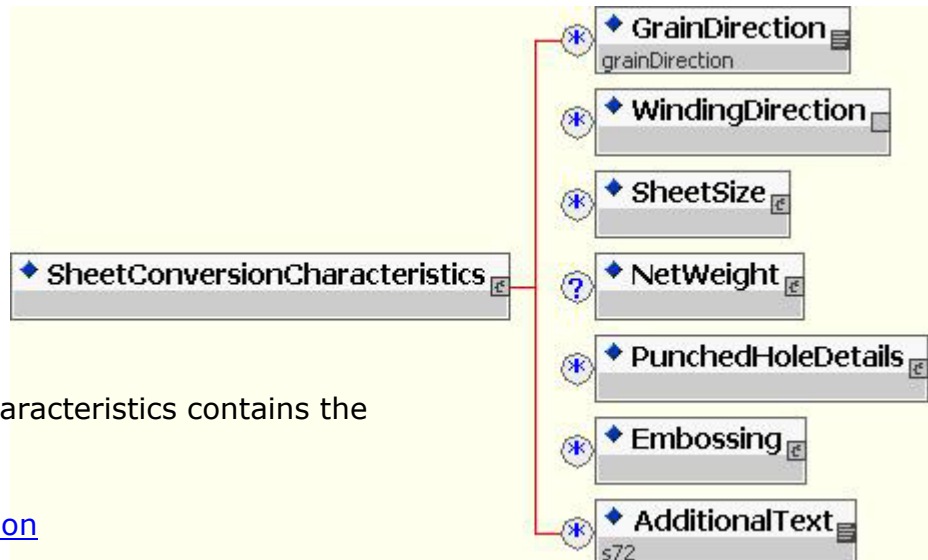 GrainDirection
grainDirection
WindingDirection
SheetSize
SheetConversionCharacteristics
NetWeight
PunchedHoleDetails
aracteristics contains the
Embossing
on
AdditionalText
s72